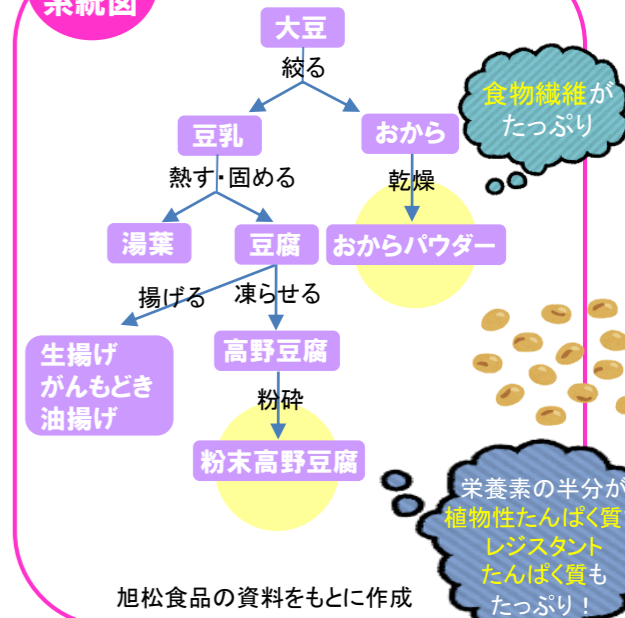 系統図
大豆
絞る
豆乳
おから
食物繊維が
たっぷり
熱す・固める
乾燥
湯葉
豆腐
おからパウダー
揚げる
凍らせる
生揚げ
がんもどき
油揚げ
高野豆腐
粉砕
粉末高野豆腐
栄養素の半分が
植物性たんぱく質
レジスタント
たんぱく質も
たっぷり！
旭松食品の資料をもとに作成